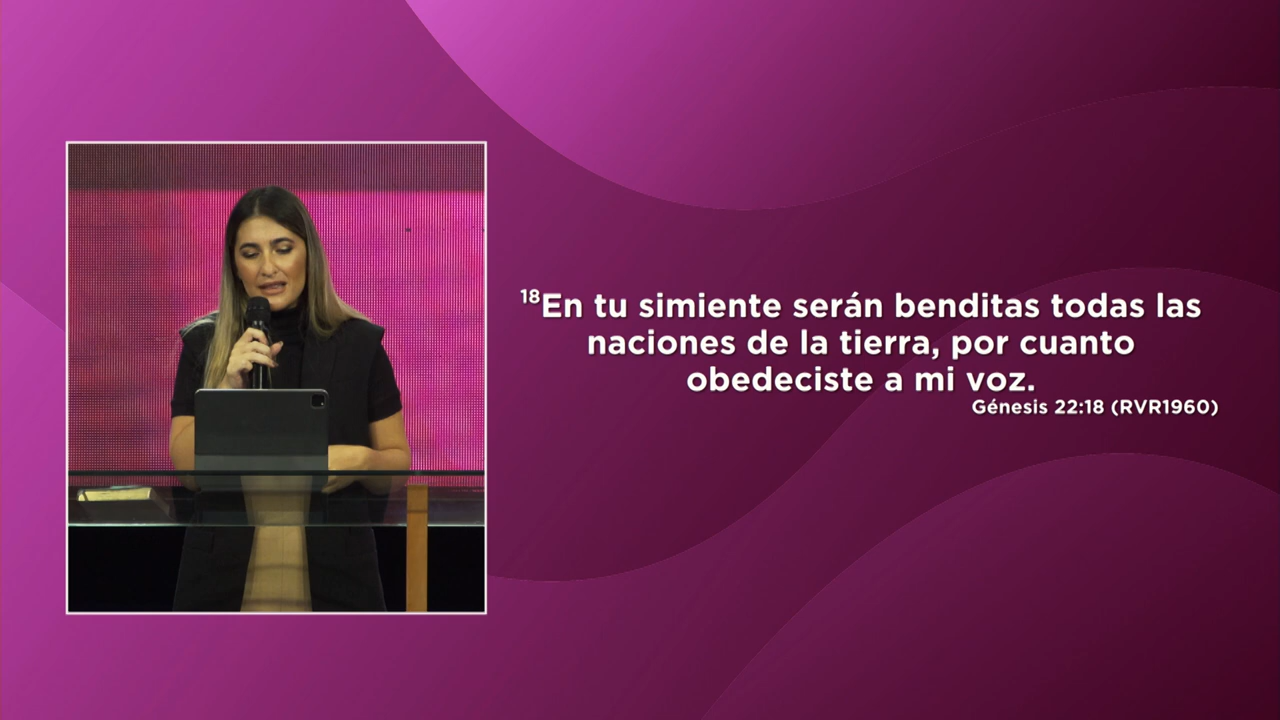 ¹⁸En tu simiente serán benditas todas las
naciones de la tierra, por cuanto
obedeciste a mi voz.
Génesis 22:18 (RVR1960)